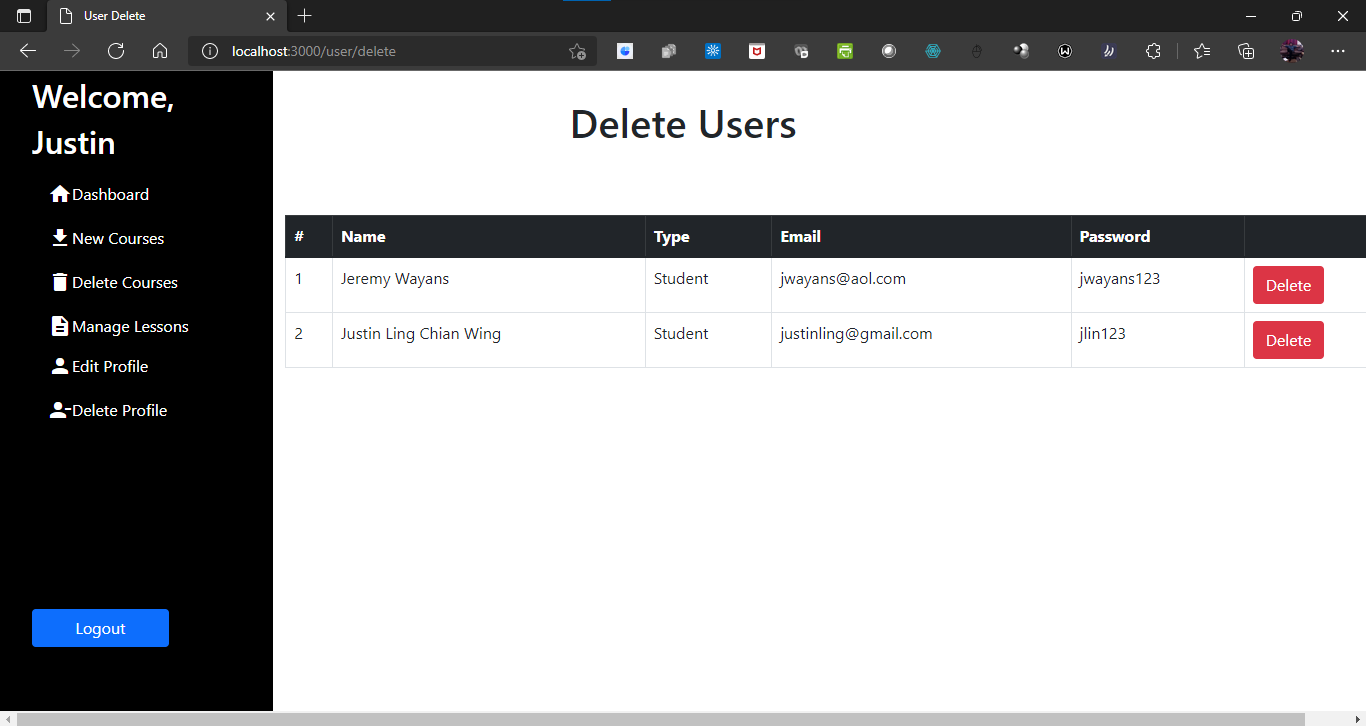 User Delete
localhost:3000/user/delete
Welcome,
Justin
Dashboard
New Courses
Delete Courses
Manage Lessons
Edit Profile
Delete Profile
Logout
Delete Users
# Name Type Email Password
1 Jeremy Wayans Student jwayans@aol.com jwayans123 Delete
2 Justin Ling Chian Wing Student justinling@gmail.com jlin123 Delete